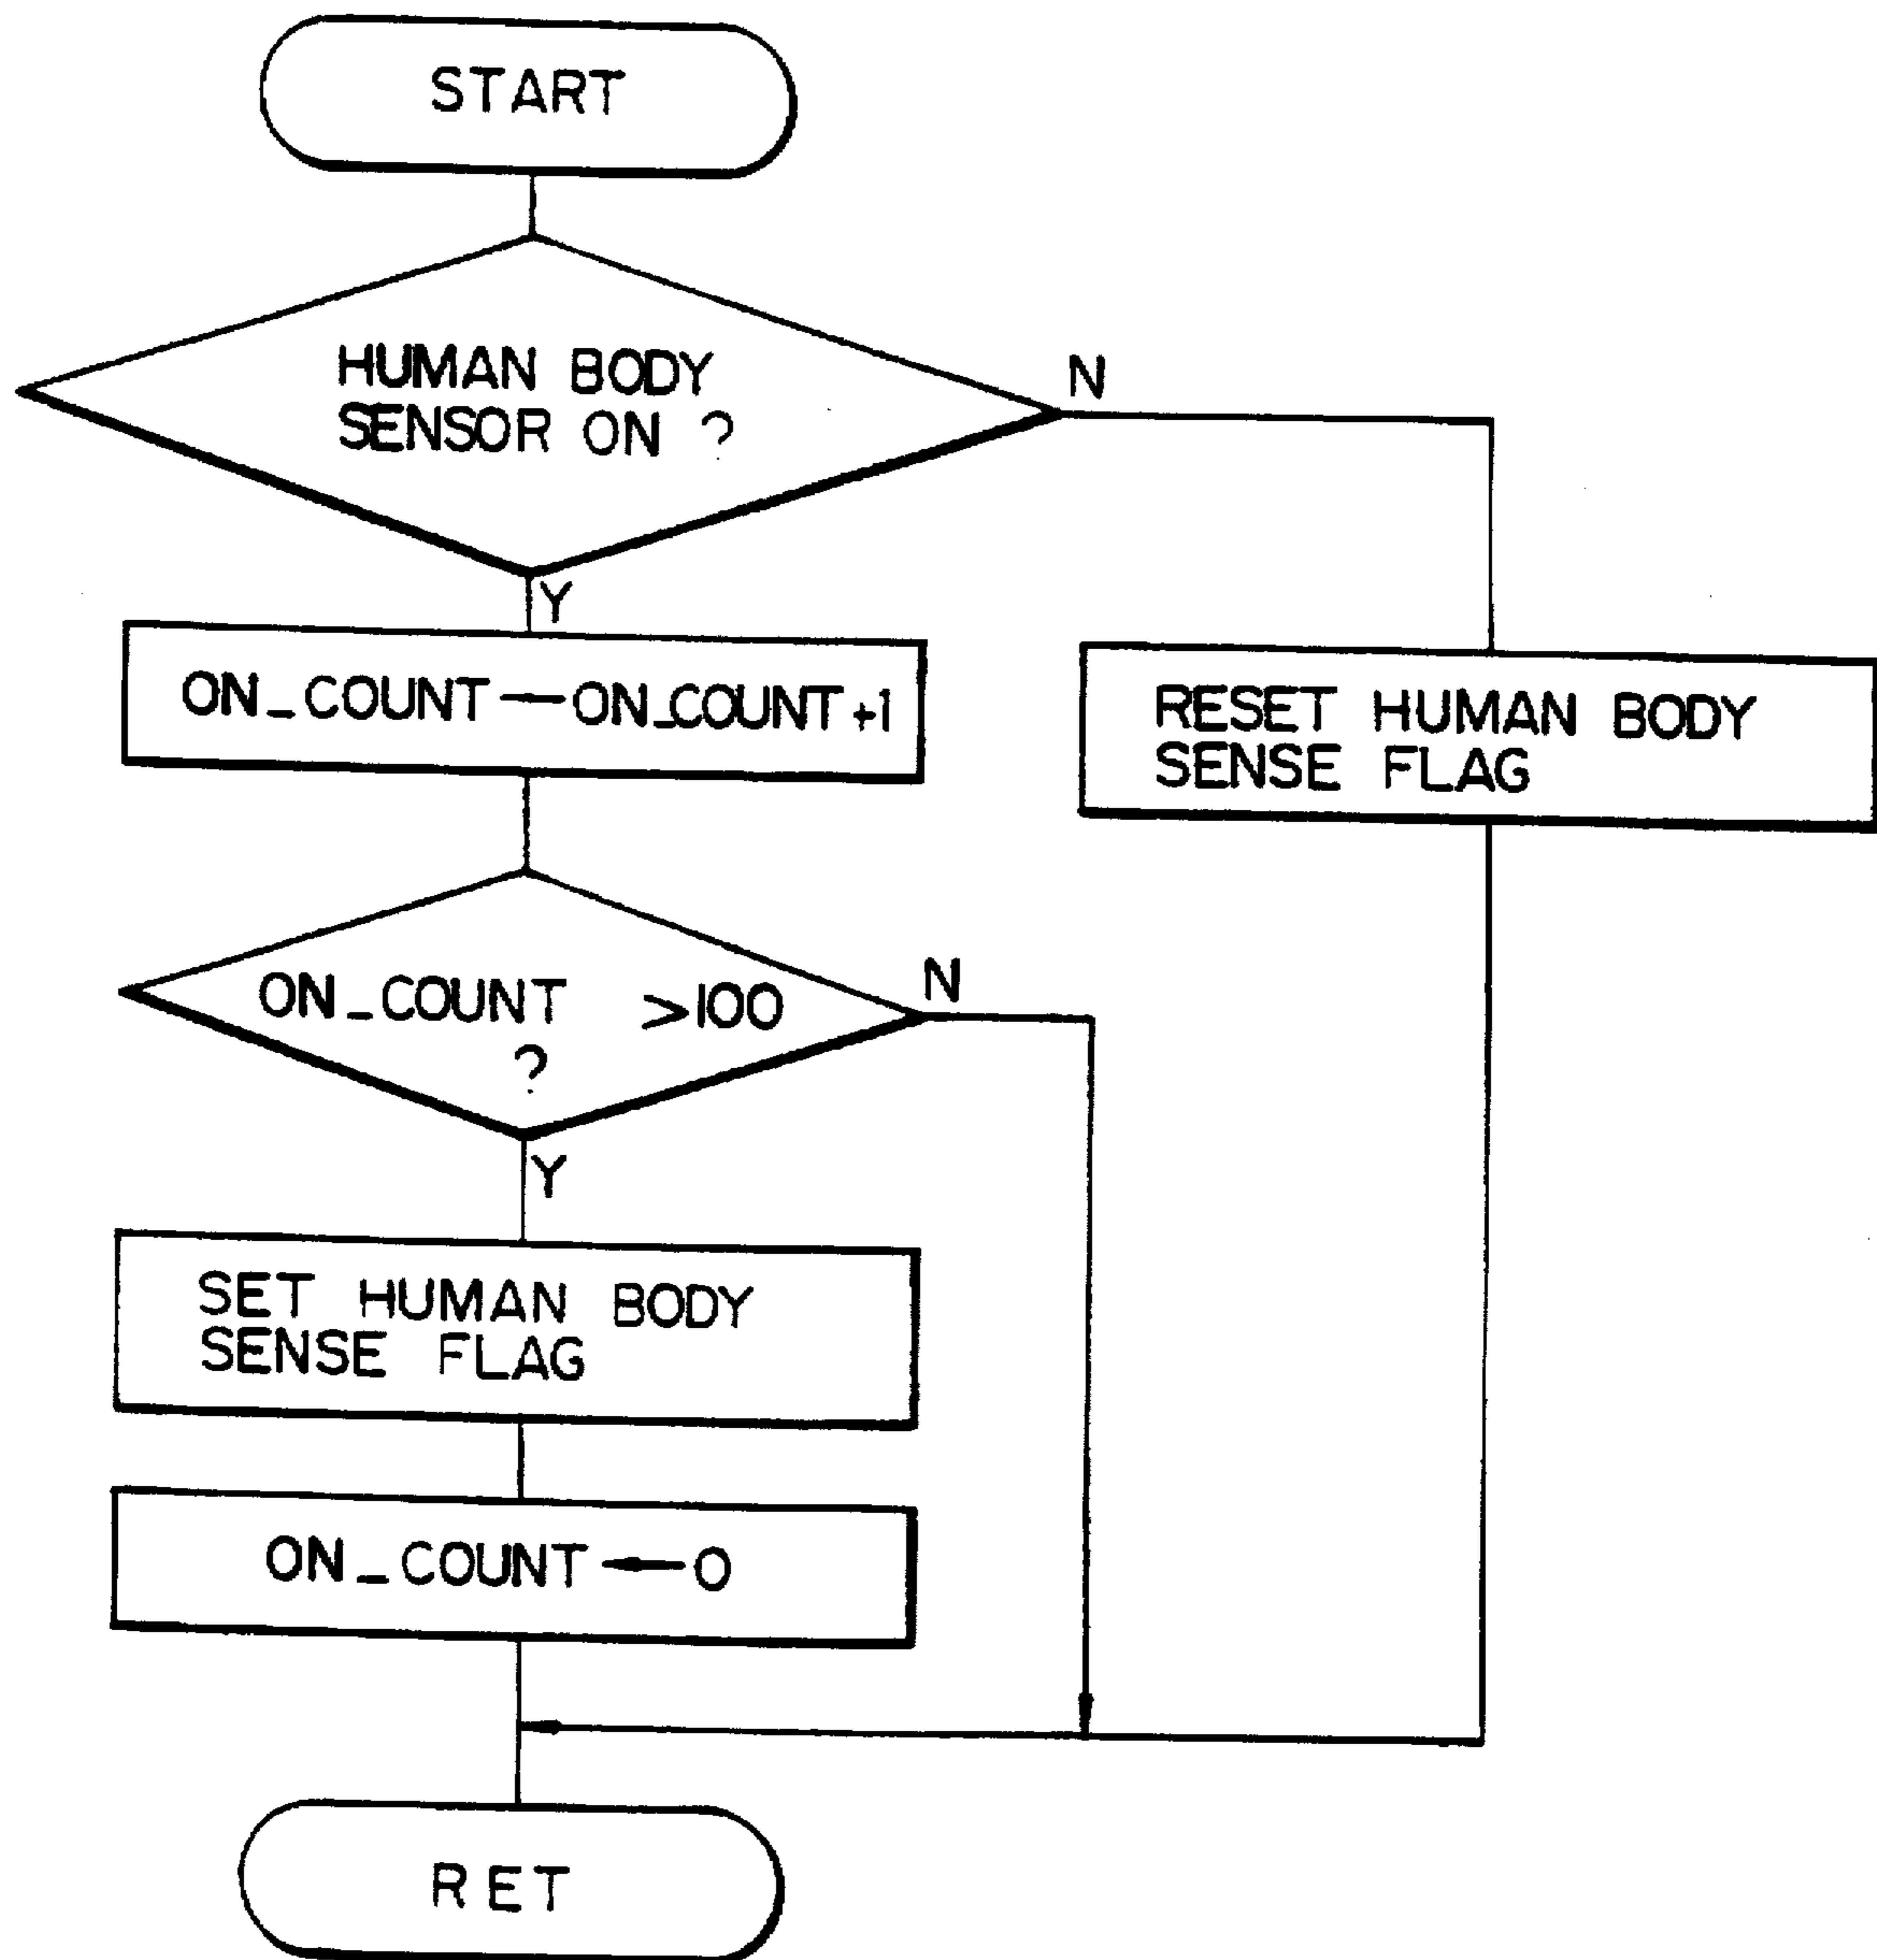 START
HUMAN BODY
SENSOR ON ?
N
Y
ON_COUNT—ON_COUNT+1
RESET HUMAN BODY
SENSE FLAG
ON_COUNT >100
?
N
Y
SET HUMAN BODY
SENSE FLAG
ON_COUNT←0
RET